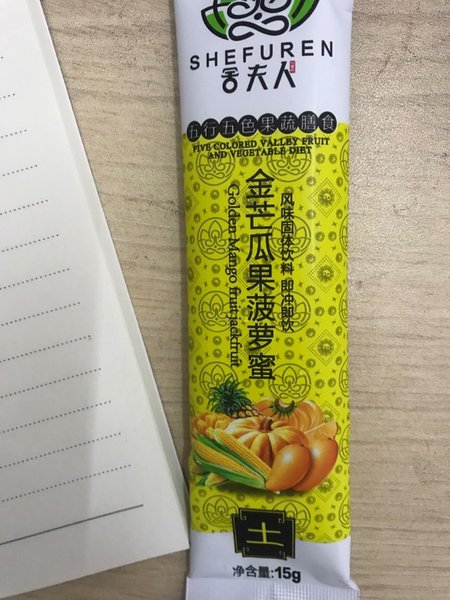 SHEFUREN
舍夫人
五行五色果蔬膳食
FIVE COLORED VALLEY FRUIT
AND VEGETABLE DIET
风味固体饮料 即冲即饮
金芒瓜果菠萝蜜
Golden Mango fruit jackfruit
土
净含量:15g